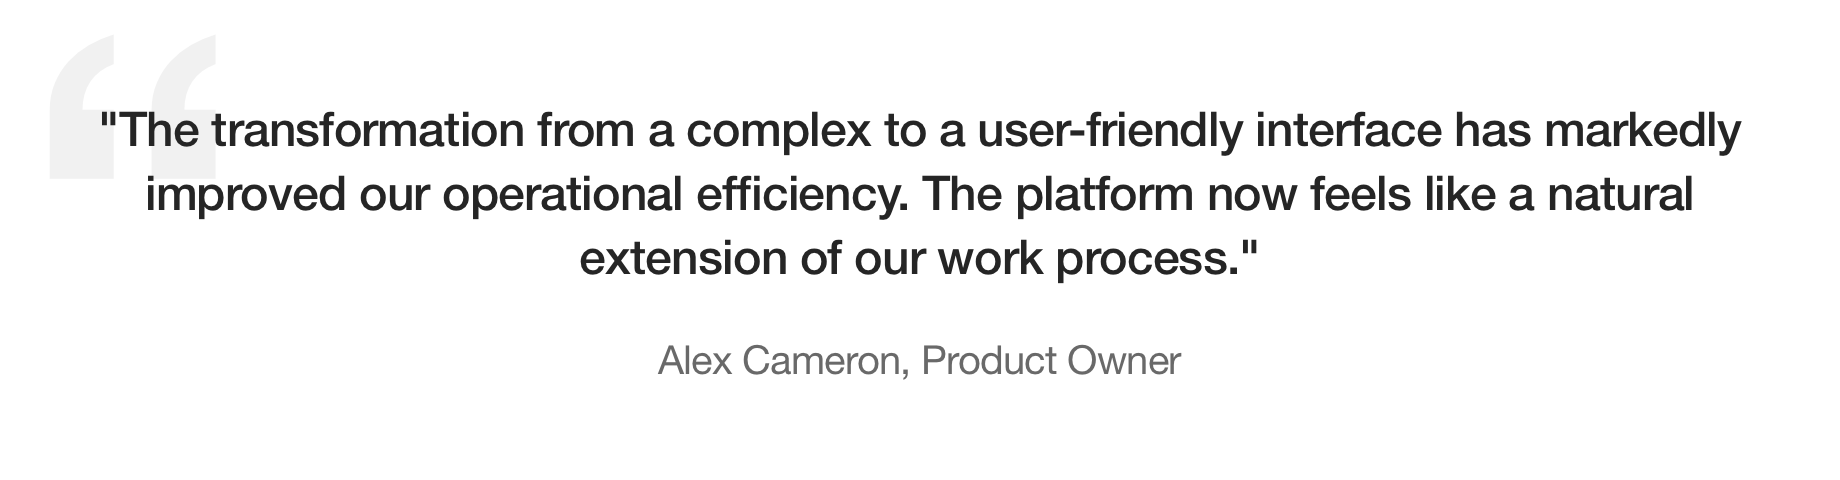 "The transformation from a complex to a user-friendly interface has markedly
improved our operational efficiency. The platform now feels like a natural
extension of our work process."
Alex Cameron, Product Owner